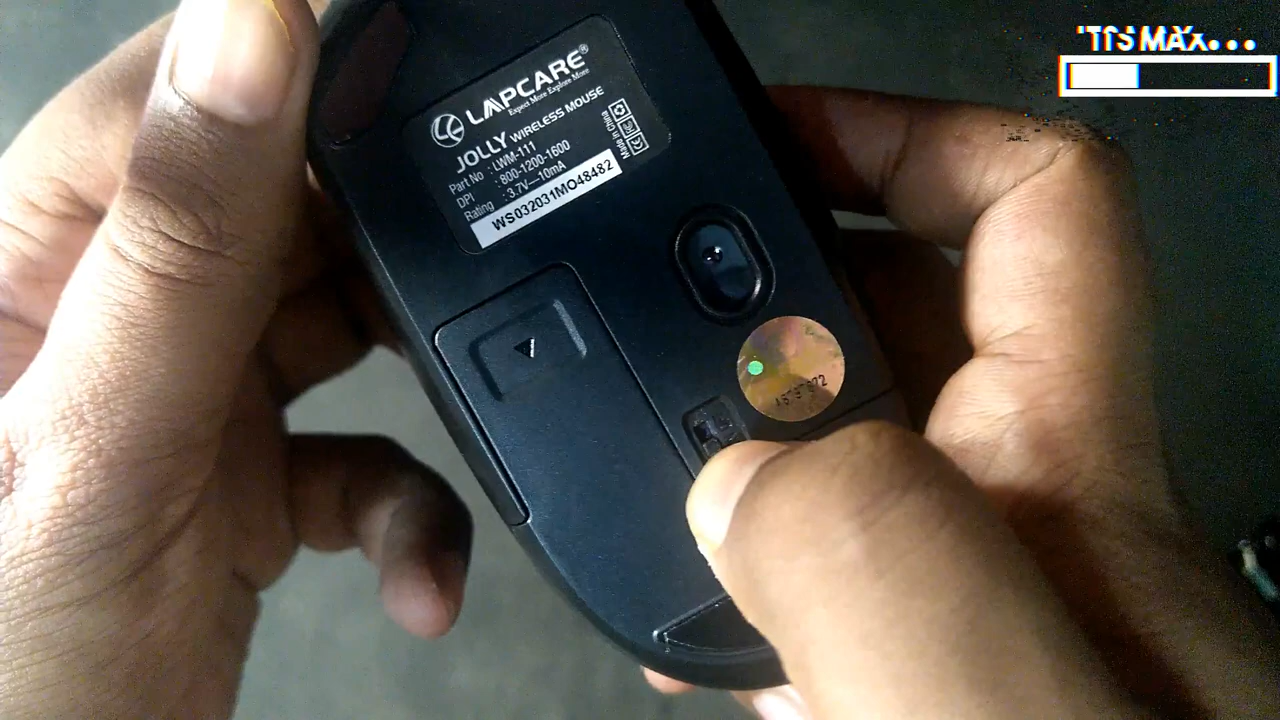 ITS MAX...
LAPCARE®
Expect More Explore More
JOLLY WIRELESS MOUSE
Part No : LWM-111
DPI : 800-1200-1600
Rating : 3.7V—10mA
Made in China
WS032031MO48482